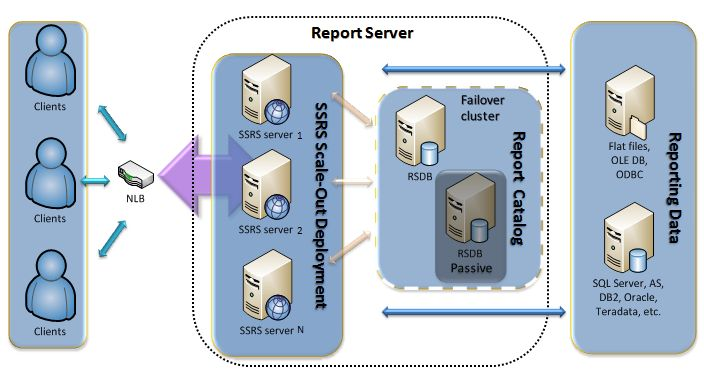 Report Server
Clients
Clients
Clients
NLB
SSRS server 1
SSRS server 2
SSRS server N
SSRS Scale-Out Deployment
Failover
cluster
RSDB
RSDB
Passive
Report Catalog
Flat files,
OLE DB,
ODBC
SQL Server, AS,
DB2, Oracle,
Teradata, etc.
Reporting Data